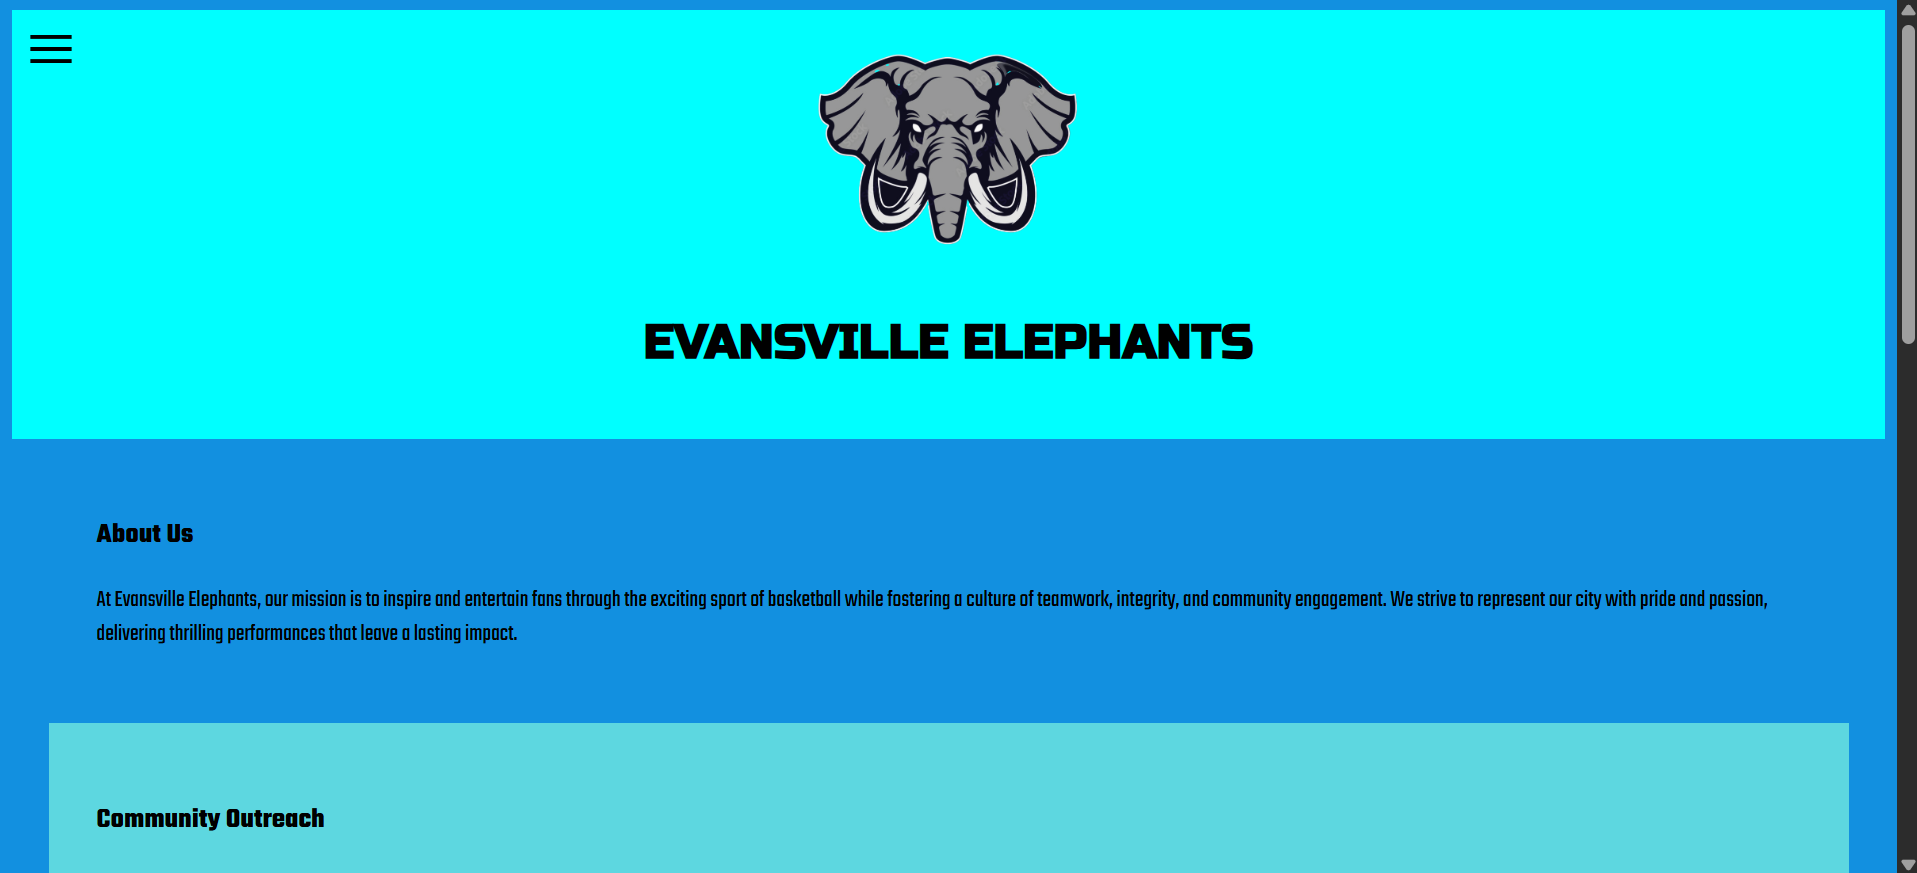 EVANSVILLE ELEPHANTS
About Us
At Evansville Elephants, our mission is to inspire and entertain fans through the exciting sport of basketball while fostering a culture of teamwork, integrity, and community engagement. We strive to represent our city with pride and passion,
delivering thrilling performances that leave a lasting impact.
Community Outreach